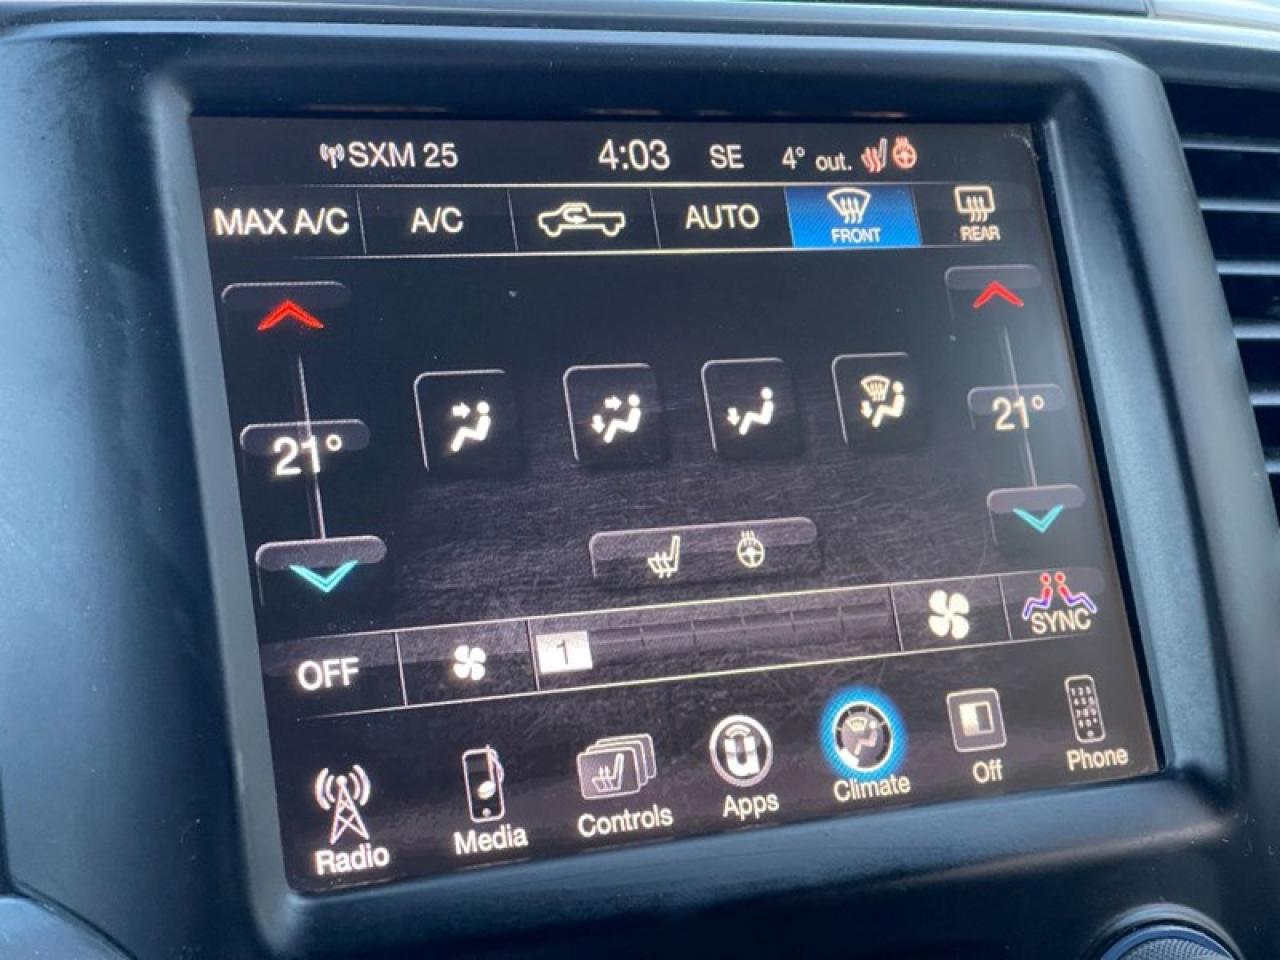 SXM 25 4:03 SE 4° out.
MAX A/C A/C AUTO FRONT REAR
21° 21°
OFF 1 SYNC
Radio Media Controls Apps Climate Off Phone